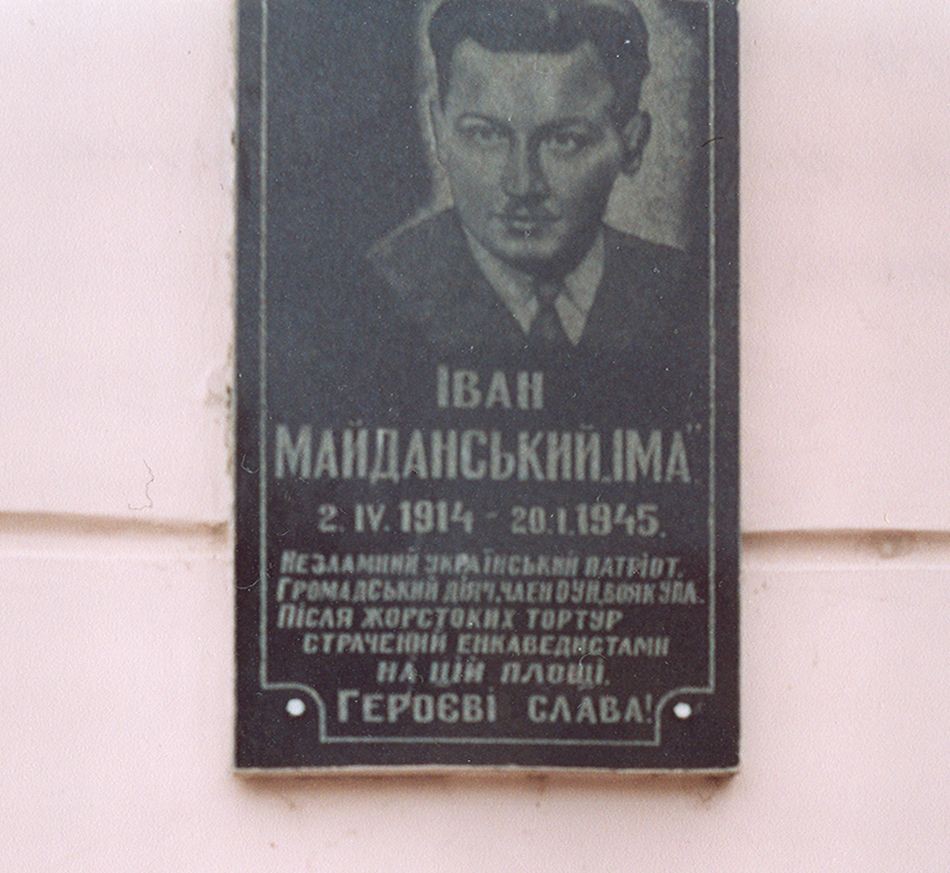 ІВАН
МАЙДАНСЬКИЙ „ІМА"
2. IV. 1914 - 20.I.1945.
НЕЗЛАМНИЙ УКРАЇНСЬКИЙ ПАТРІОТ,
ГРОМАДСЬКИЙ ДІЯЧ, ЧЛЕН ОУН, ВОЯК УПА.
ПІСЛЯ ЖОРСТОКИХ ТОРТУР
СТРАЧЕНИЙ ЕНКАВЕДИСТАМИ
НА ЦІЙ ПЛОЩІ.
ГЕРОЄВІ СЛАВА!